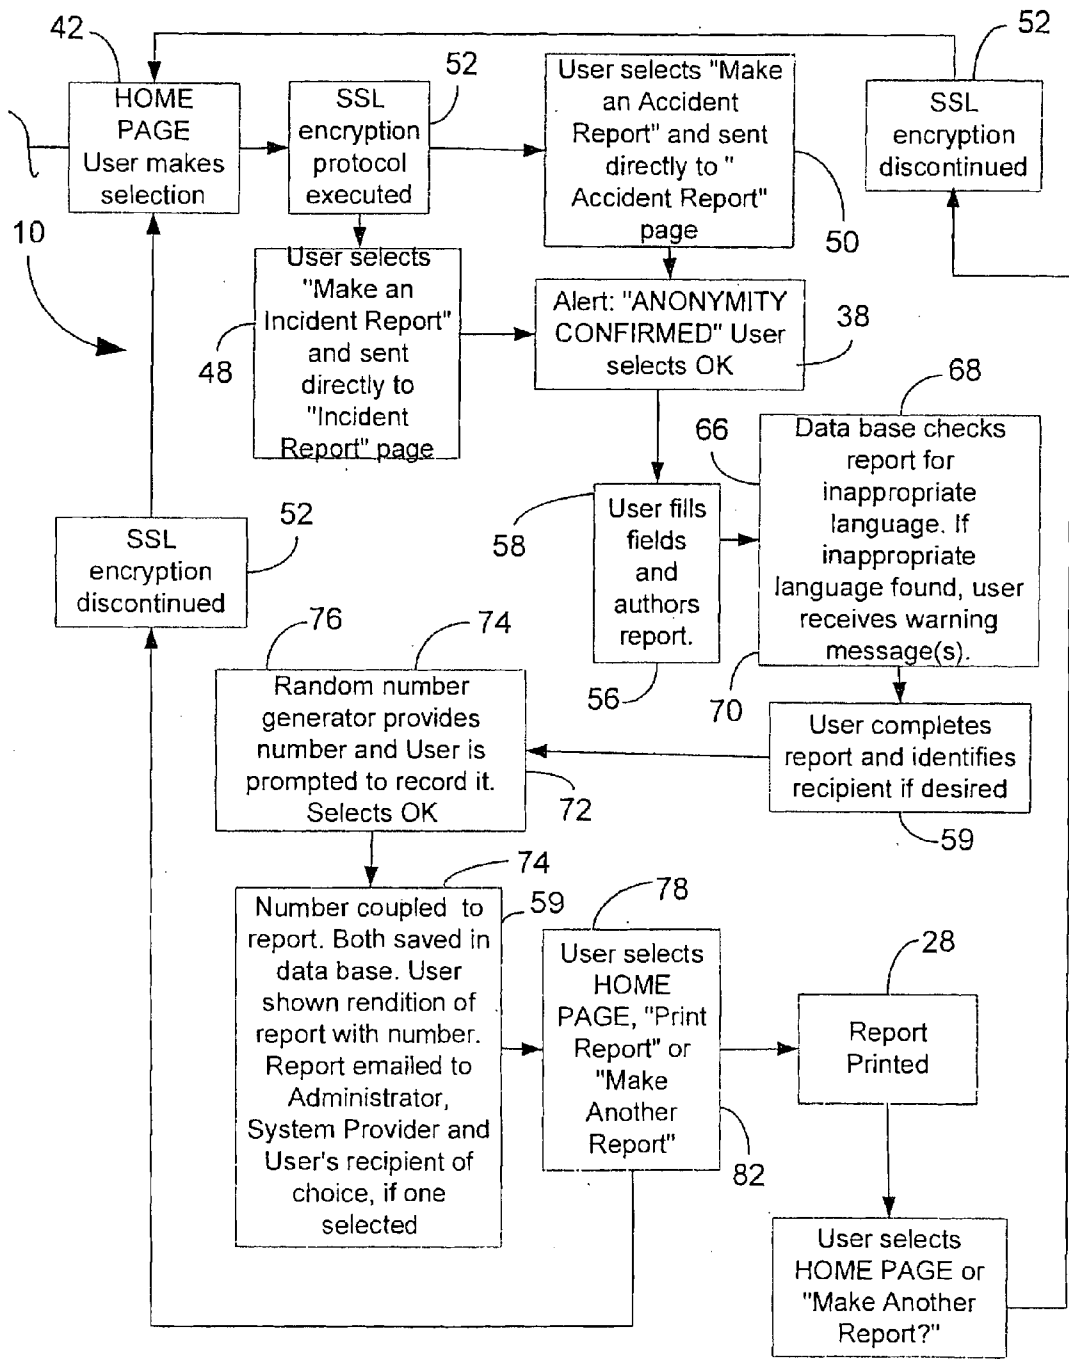 42
52
HOME
PAGE
User makes
selection
SSL
encryption
protocol
executed
52
User selects "Make
an Accident
Report" and sent
directly to "
Accident Report"
page
50
SSL
encryption
discontinued
10
User selects
"Make an
Incident Report"
and sent
directly to
"Incident
Report" page
48
Alert: "ANONYMITY
CONFIRMED" User
selects OK
38
68
66
Data base checks
report for
inappropriate
language. If
inappropriate
language found, user
receives warning
message(s).
70
58
User fills
fields
and
authors
report.
56
SSL
encryption
discontinued
52
76
74
Random number
generator provides
number and User is
prompted to record it.
Selects OK
72
User completes
report and identifies
recipient if desired
59
74
59
Number coupled to
report. Both saved in
data base. User
shown rendition of
report with number.
Report emailed to
Administrator,
System Provider and
User's recipient of
choice, if one
selected
78
User selects
HOME
PAGE, "Print
Report" or
"Make
Another
Report"
82
28
Report
Printed
User selects
HOME PAGE or
"Make Another
Report?"